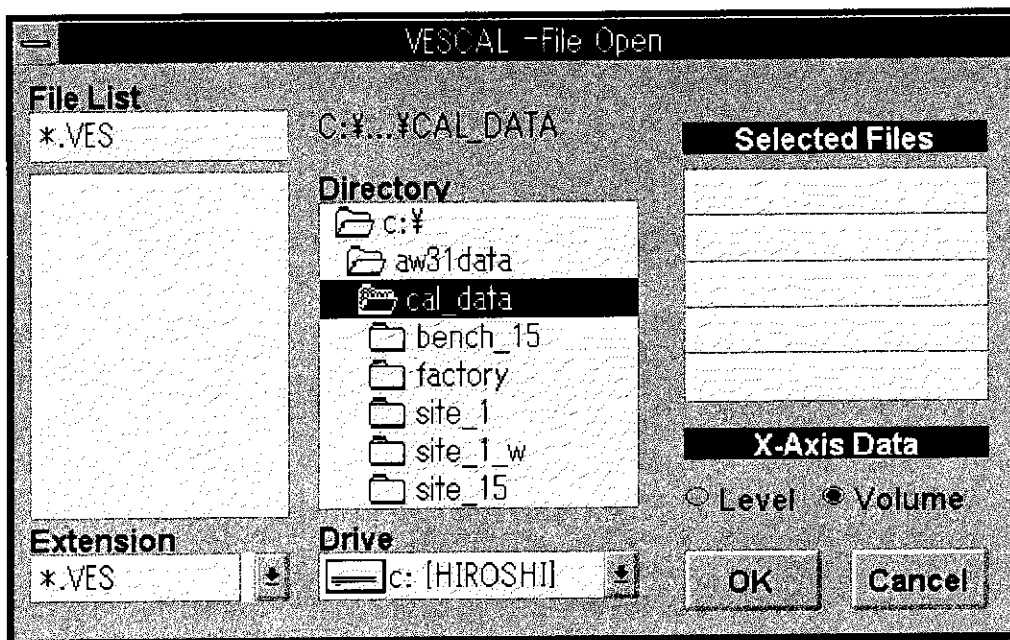 VESCAL -File Open
File List
*.VES
C:¥...¥CAL_DATA
Directory
c:¥
aw31data
cal_data
bench_15
factory
site_1
site_1_w
site_15
Selected Files
X-Axis Data
Level
Volume
Extension
*.VES
Drive
c: [HIROSHI]
OK
Cancel